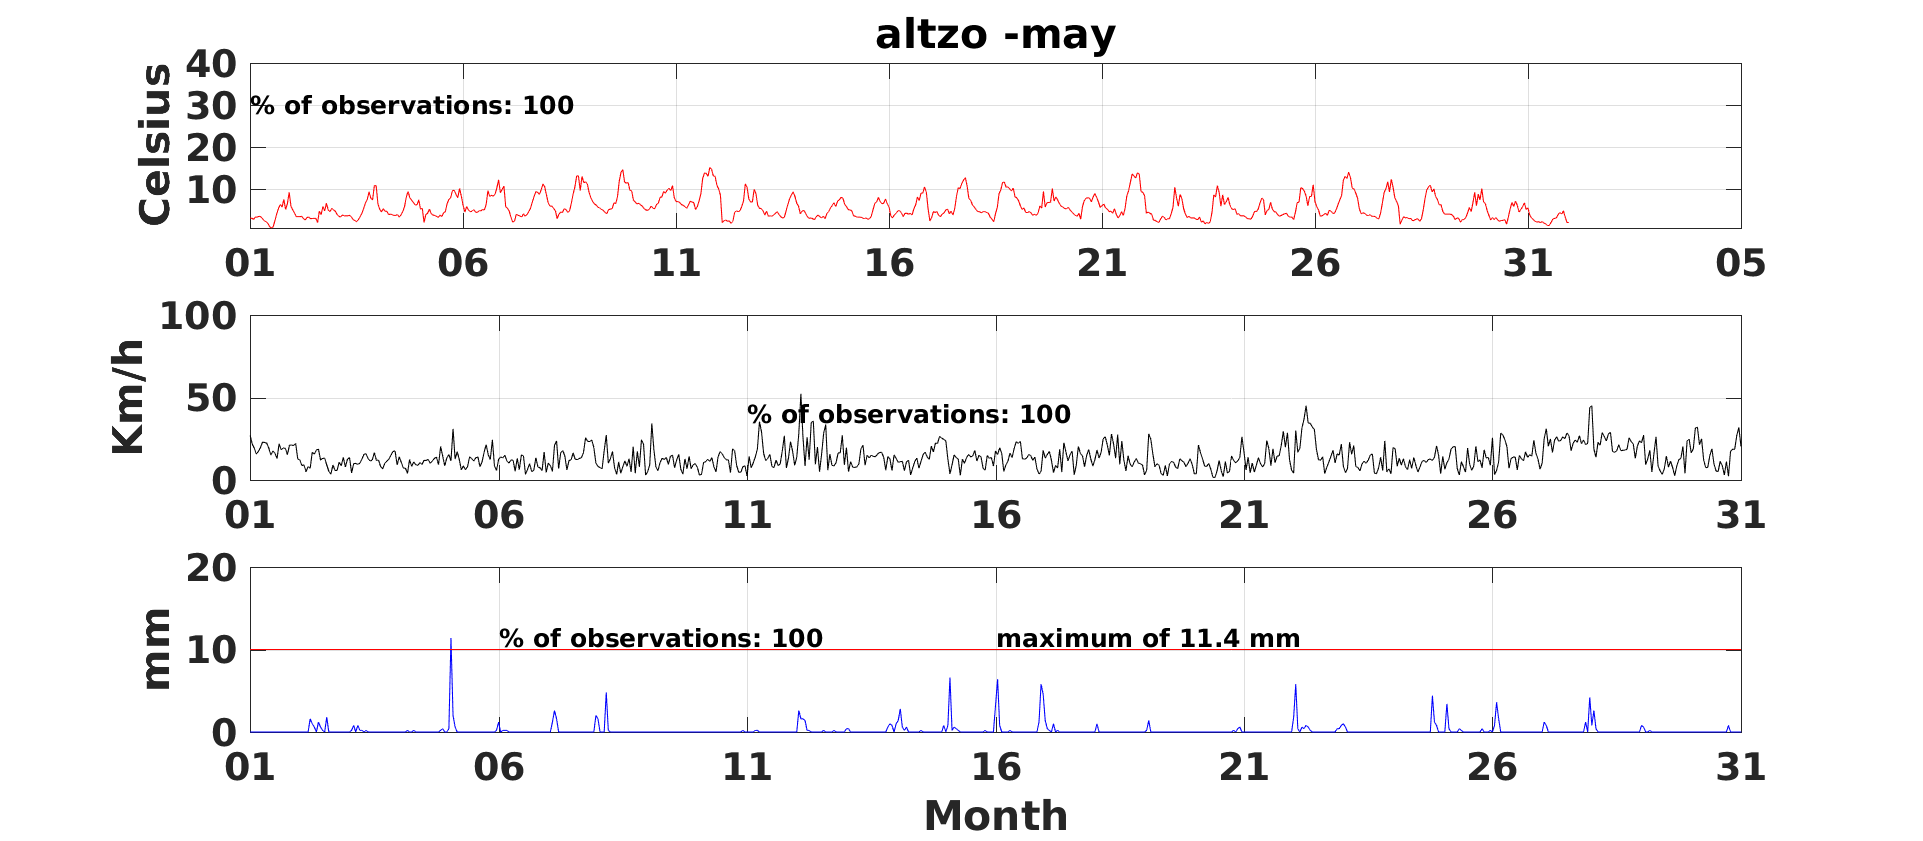 altzo -may
Celsius
40
30
20
10
% of observations: 100
01 06 11 16 21 26 31 05
Km/h
100
50
0
% of observations: 100
01 06 11 16 21 26 31
mm
20
10
0
% of observations: 100
maximum of 11.4 mm
01 06 11 16 21 26 31
Month